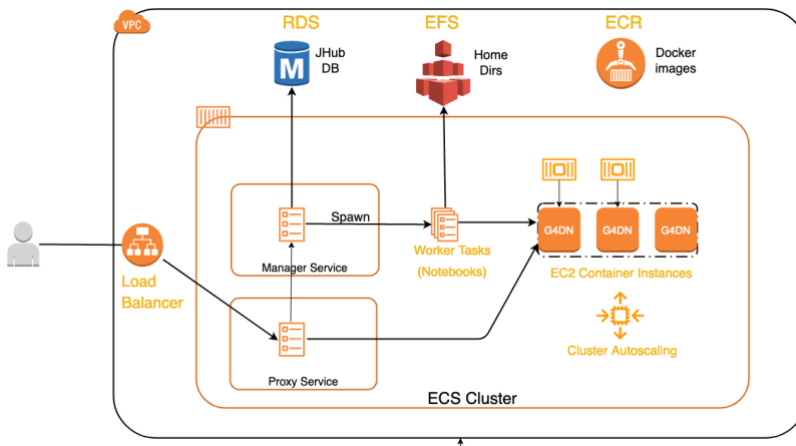 VPC
RDS
EFS
ECR
JHub
DB
M
Home
Dirs
Docker
images
Spawn
Manager Service
Worker Tasks
(Notebooks)
G4DN
G4DN
G4DN
EC2 Container Instances
Load
Balancer
Cluster Autoscaling
Proxy Service
ECS Cluster